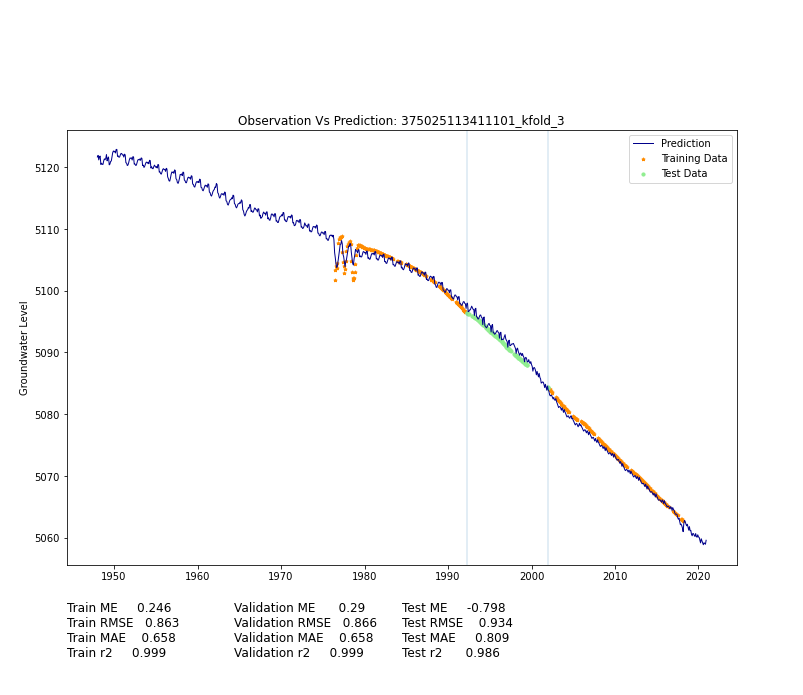 Observation Vs Prediction: 375025113411101_kfold_3
Prediction
Training Data
Test Data
Groundwater Level
5120
5110
5100
5090
5080
5070
5060
1950 1960 1970 1980 1990 2000 2010 2020
Train ME 0.246 Validation ME 0.29 Test ME -0.798
Train RMSE 0.863 Validation RMSE 0.866 Test RMSE 0.934
Train MAE 0.658 Validation MAE 0.658 Test MAE 0.809
Train r2 0.999 Validation r2 0.999 Test r2 0.986